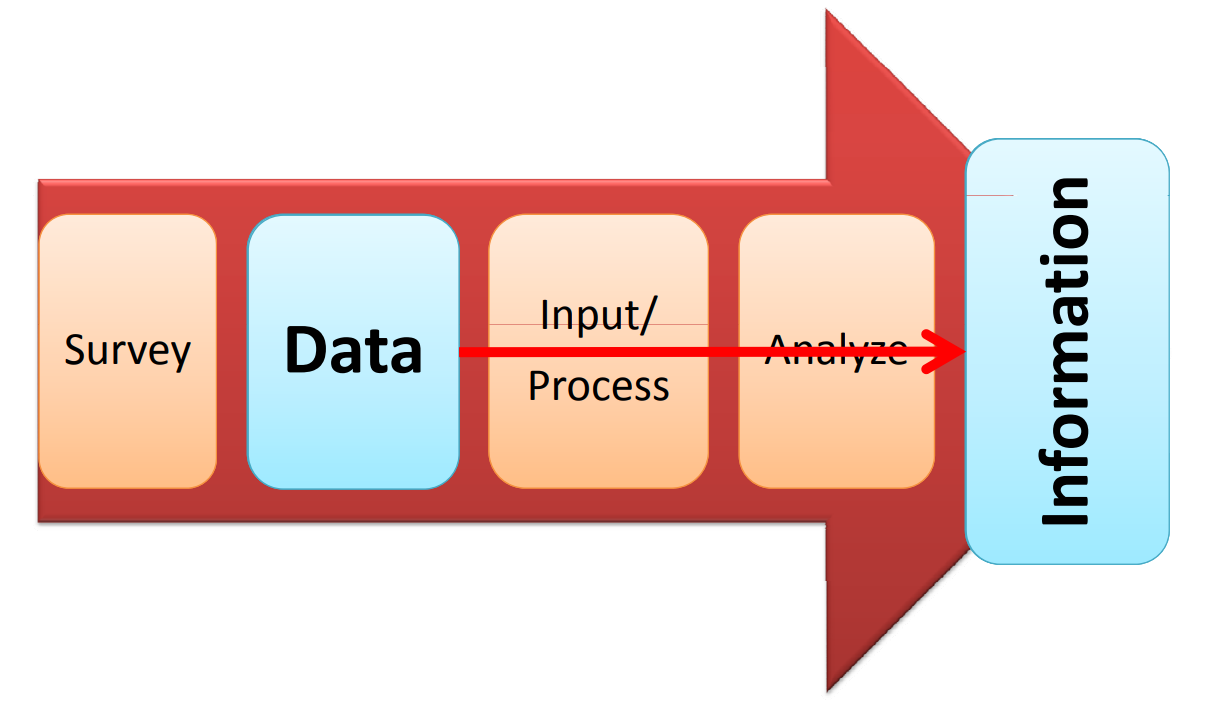 Survey
Data
Input/
Process
Analyze
Information